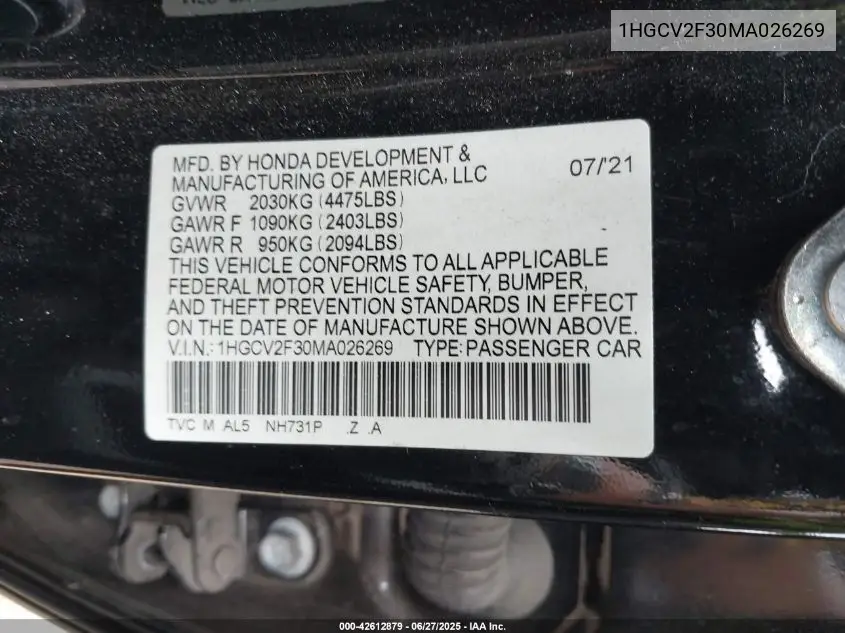 1HGCV2F30MA026269
MFD. BY HONDA DEVELOPMENT &
MANUFACTURING OF AMERICA, LLC 07/'21
GVWR 2030KG (4475LBS)
GAWR F 1090KG (2403LBS)
GAWR R 950KG (2094LBS)
THIS VEHICLE CONFORMS TO ALL APPLICABLE
FEDERAL MOTOR VEHICLE SAFETY, BUMPER,
AND THEFT PREVENTION STANDARDS IN EFFECT
ON THE DATE OF MANUFACTURE SHOWN ABOVE.
V.I.N.: 1HGCV2F30MA026269 TYPE: PASSENGER CAR
TVC M AL5 NH731P .Z .A
000-42612879 - 06/27/2025 - IAA Inc.